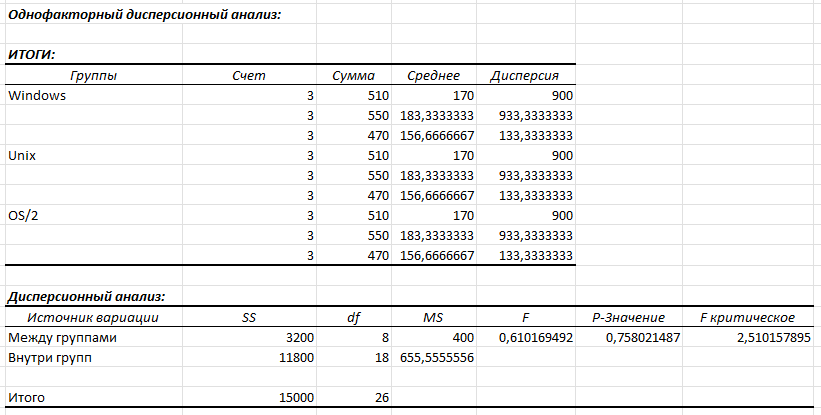 Однофакторный дисперсионный анализ:
ИТОГИ:
Группы Счет Сумма Среднее Дисперсия
Windows 3 510 170 900
3 550 183,3333333 933,3333333
3 470 156,6666667 133,3333333
Unix 3 510 170 900
3 550 183,3333333 933,3333333
3 470 156,6666667 133,3333333
OS/2 3 510 170 900
3 550 183,3333333 933,3333333
3 470 156,6666667 133,3333333
Дисперсионный анализ:
Источник вариации SS df MS F P-Значение F критическое
Между группами 3200 8 400 0,610169492 0,758021487 2,510157895
Внутри групп 11800 18 655,5555556
Итого 15000 26